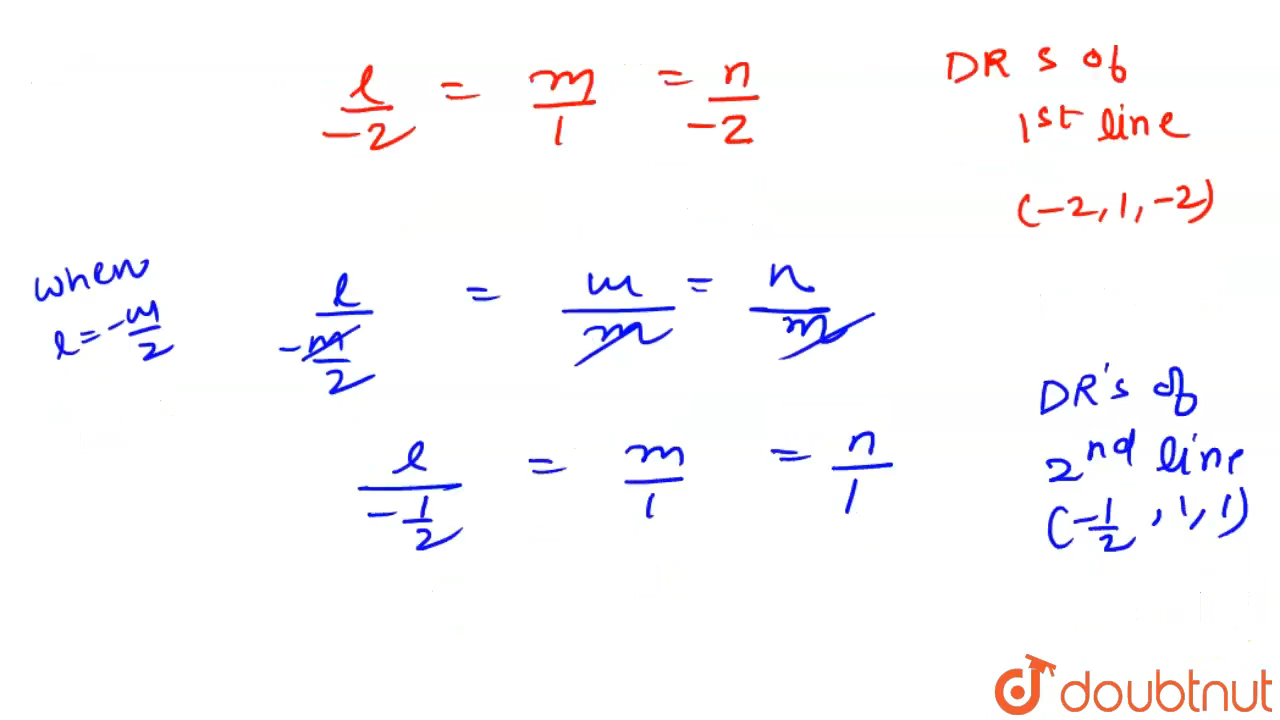 l/-2 = m/1 = n/-2
DR s of
1st line
(-2, 1, -2)
when
l = -m/2
l/(-m/2) = m/m = n/m
l/(-1/2) = m/1 = n/1
DR's of
2nd line
(-1/2, 1, 1)
doubtnut